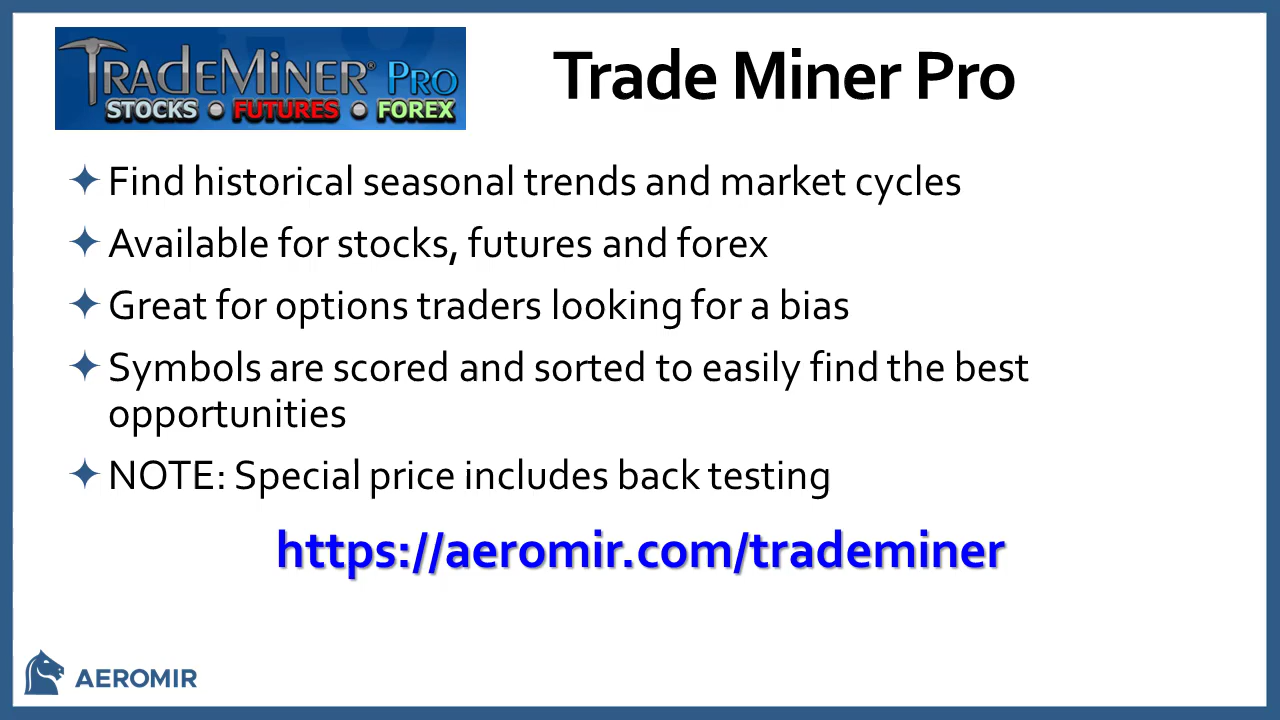 TRADEMINER® PRO
STOCKS • FUTURES • FOREX
Trade Miner Pro
✦ Find historical seasonal trends and market cycles
✦ Available for stocks, futures and forex
✦ Great for options traders looking for a bias
✦ Symbols are scored and sorted to easily find the best
opportunities
✦ NOTE: Special price includes back testing
https://aeromir.com/trademiner
AEROMIR